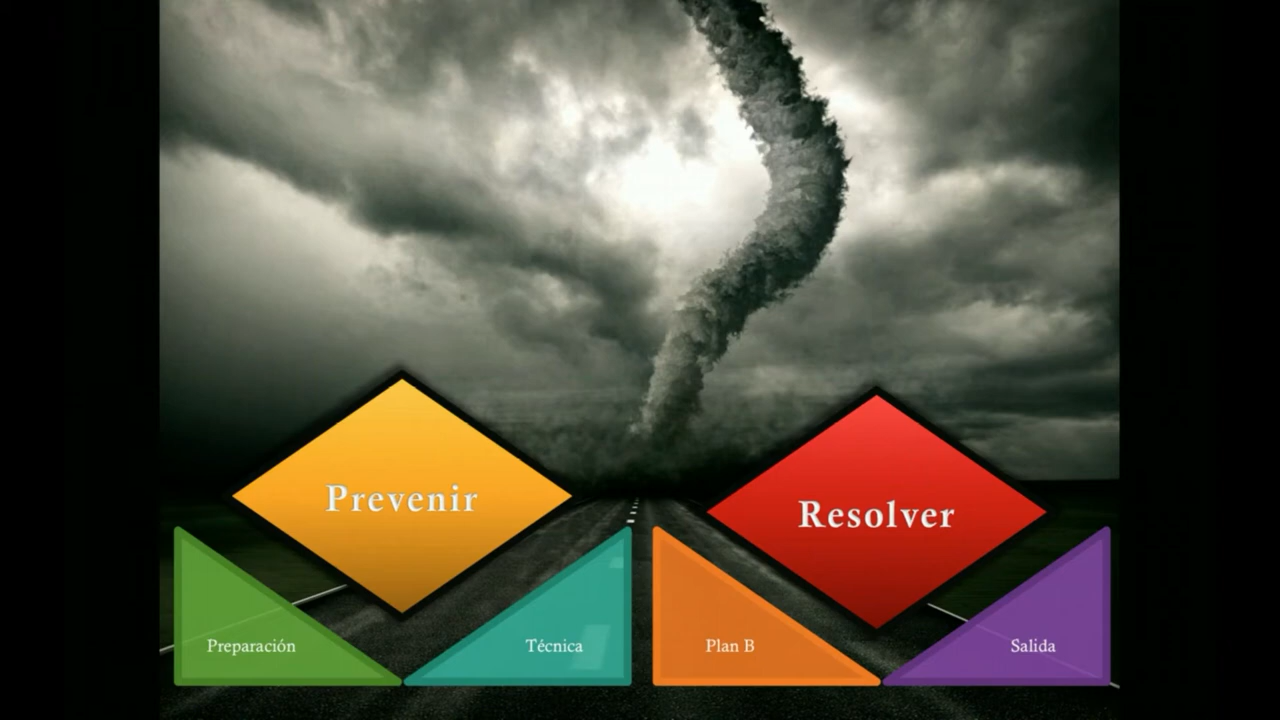 Prevenir
Resolver
Preparación
Técnica
Plan B
Salida